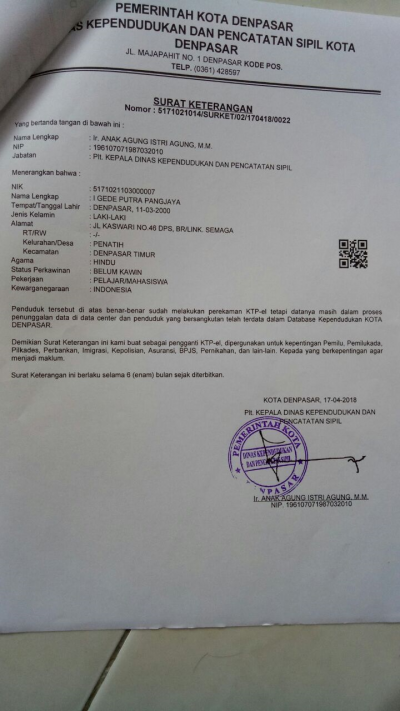 PEMERINTAH KOTA DENPASAR
AS KEPENDUDUKAN DAN PENCATATAN SIPIL KOTA
DENPASAR
JL. MAJAPAHIT NO. 1 DENPASAR KODE POS.
TELP. (0361) 428597
SURAT KETERANGAN
Nomor : 5171021014/SURKET/02/170418/0022
Yang bertanda tangan di bawah ini :
Nama Lengkap : Ir. ANAK AGUNG ISTRI AGUNG, M.M.
NIP : 196107071987032010
Jabatan : Plt. KEPALA DINAS KEPENDUDUKAN DAN PENCATATAN SIPIL
Menerangkan bahwa :
NIK : 5171021103000007
Nama Lengkap : I GEDE PUTRA PANGJAYA
Tempat/Tanggal Lahir : DENPASAR, 11-03-2000
Jenis Kelamin : LAKI-LAKI
Alamat : JL KASWARI NO.46 DPS, BR/LINK. SEMAGA
RT/RW : -/-
Kelurahan/Desa : PENATIH
Kecamatan : DENPASAR TIMUR
Agama : HINDU
Status Perkawinan : BELUM KAWIN
Pekerjaan : PELAJAR/MAHASISWA
Kewarganegaraan : INDONESIA
Penduduk tersebut di atas benar-benar sudah melakukan perekaman KTP-el tetapi datanya masih dalam proses
penunggalan data di data center dan penduduk yang bersangkutan telah terdata dalam Database Kependudukan KOTA
DENPASAR.
Demikian Surat Keterangan ini kami buat sebagai pengganti KTP-el, dipergunakan untuk kepentingan Pemilu, Pemilukada,
Pilkades, Perbankan, Imigrasi, Kepolisian, Asuransi, BPJS, Pernikahan, dan lain-lain. Kepada yang berkepentingan agar
menjadi maklum.
Surat Keterangan ini berlaku selama 6 (enam) bulan sejak diterbitkan.
KOTA DENPASAR, 17-04-2018
Plt. KEPALA DINAS KEPENDUDUKAN DAN
PENCATATAN SIPIL
PEMERINTAH KOTA
DINAS KEPENDUDUKAN
DAN PENCATATAN SIPIL
DENPASAR
Ir. ANAK AGUNG ISTRI AGUNG, M.M.
NIP. 196107071987032010